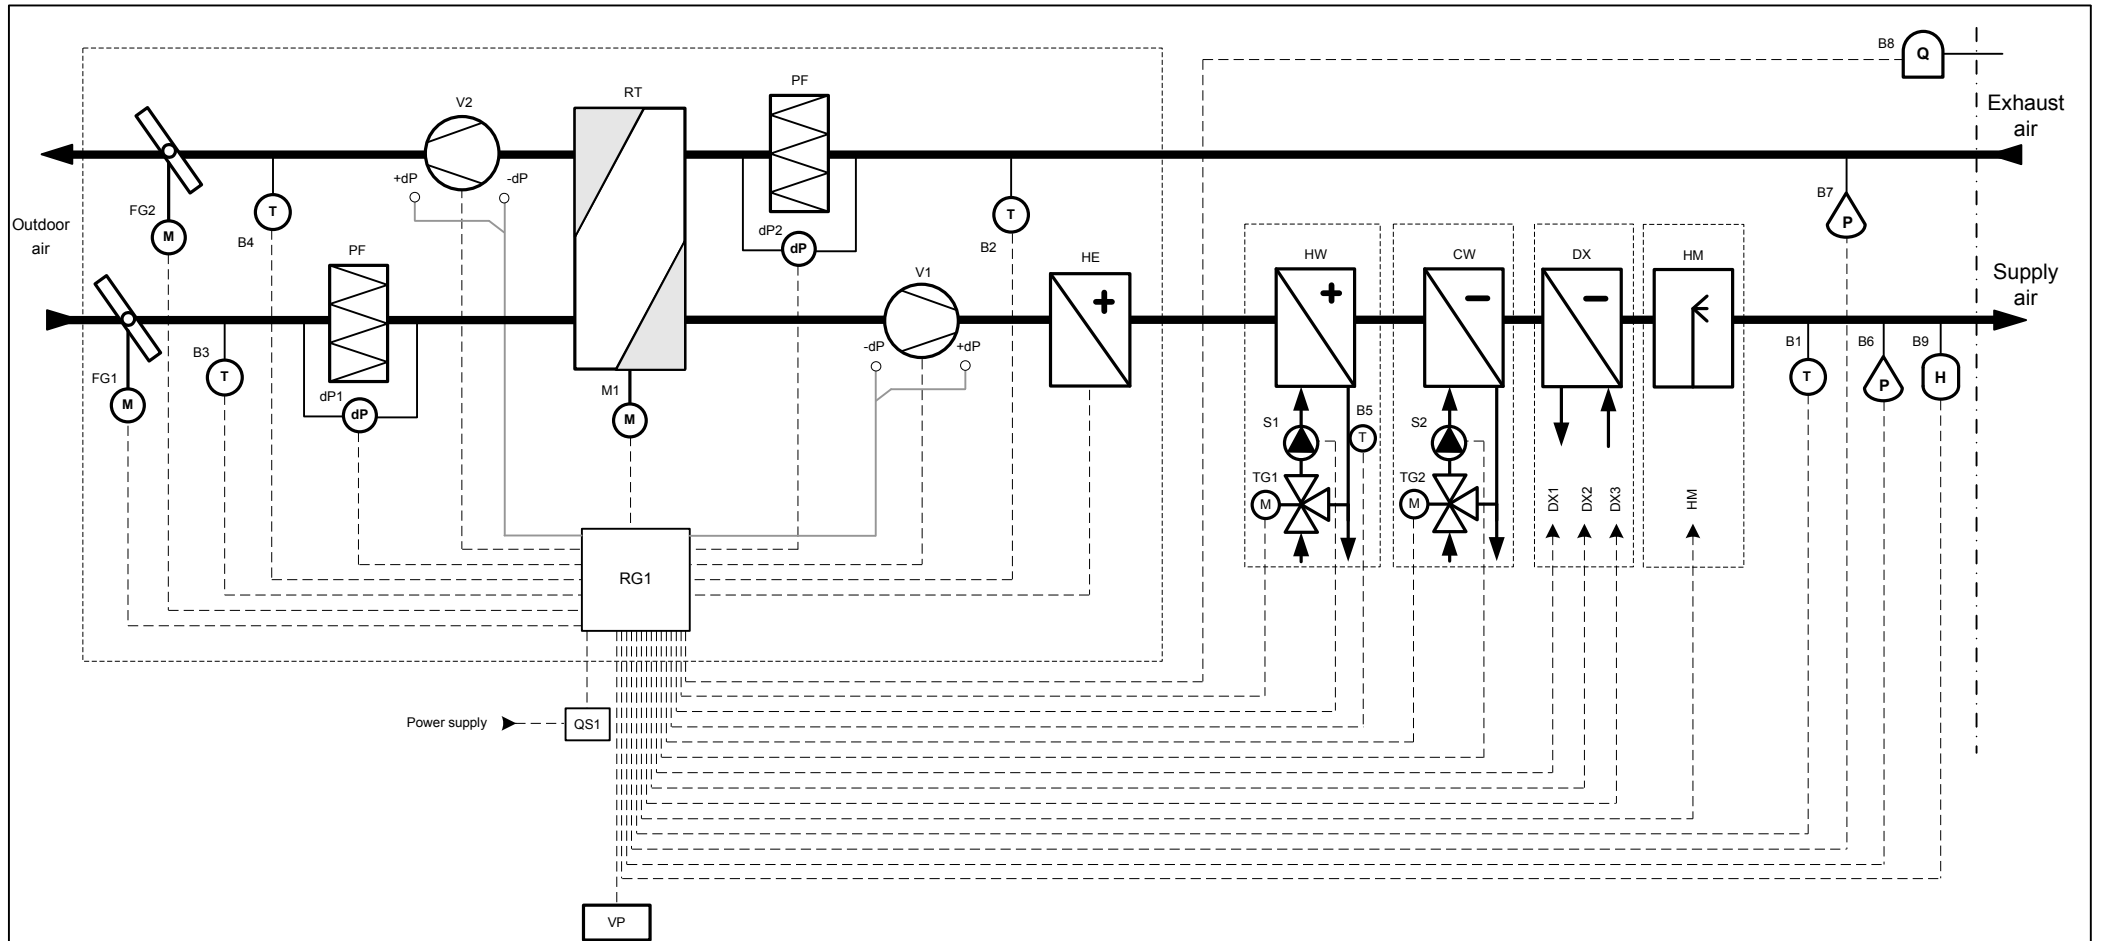 B8
Q
Exhaust
air
V2
RT
PF
+dP
-dP
FG2
M
B4
T
dP2
dP
B2
T
B7
P
Outdoor
air
PF
V1
HE
+
HW
+
CW
−
DX
−
HM
Supply
air
FG1
M
B3
T
dP1
dP
M1
M
-dP
+dP
B1
T
B6
P
B9
H
S1
B5
T
S2
TG1
M
TG2
M
DX1
DX2
DX3
HM
RG1
Power supply
QS1
VP